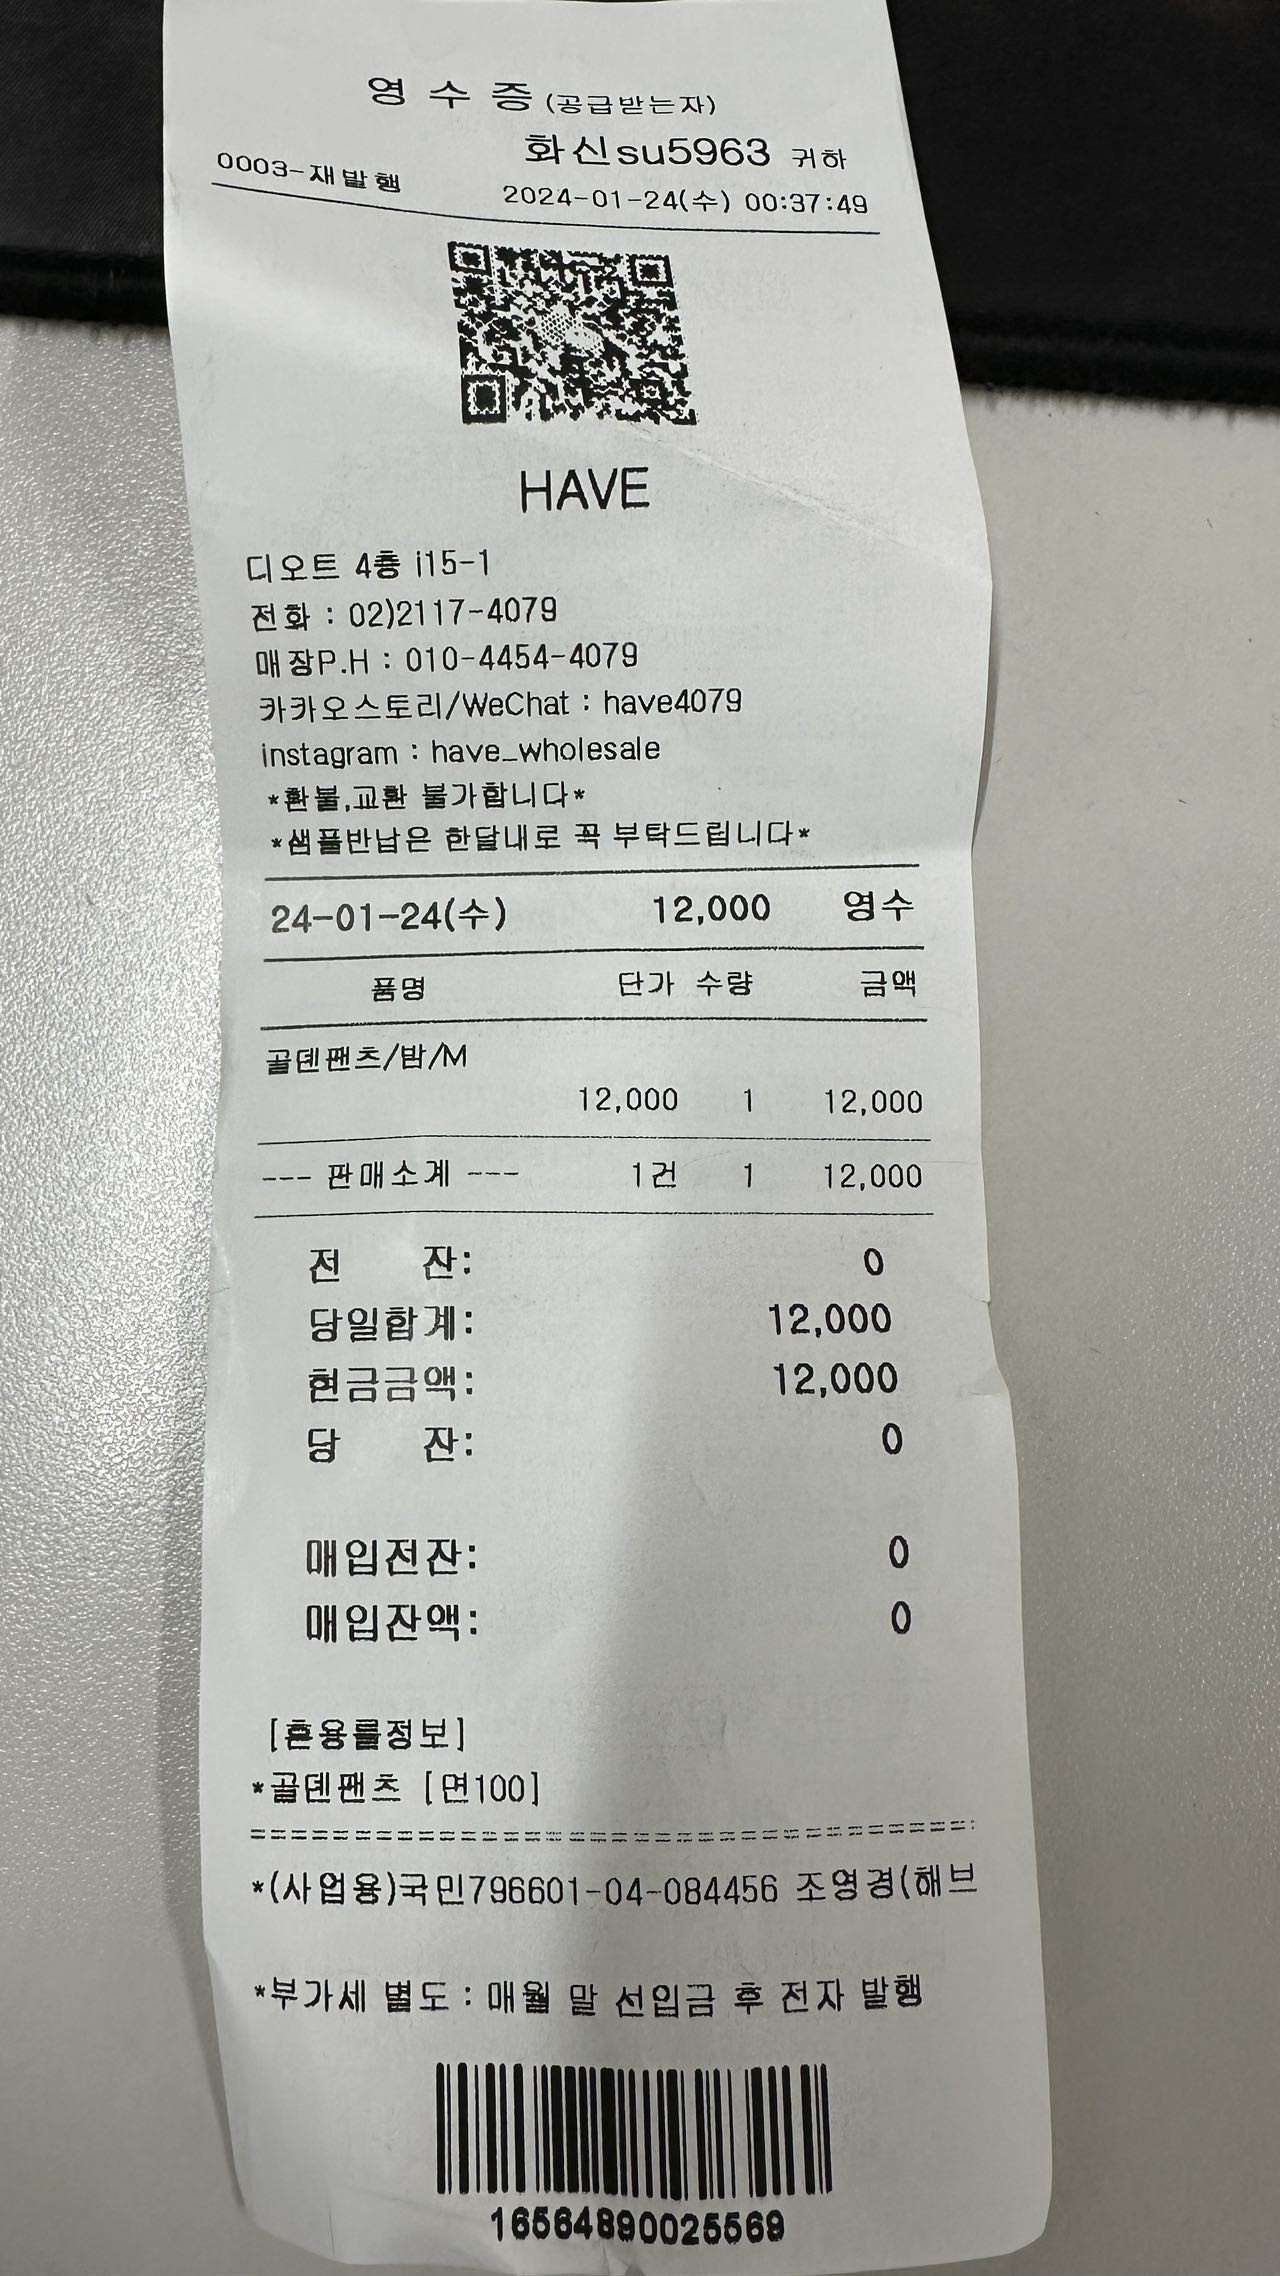 영 수 증 (공급받는자)
화신su5963 귀하
0003-재발행
2024-01-24(수) 00:37:49
HAVE
디오트 4층 i15-1
전화 : 02)2117-4079
매장P.H : 010-4454-4079
카카오스토리/WeChat : have4079
instagram : have_wholesale
*환불,교환 불가합니다*
*샘플반납은 한달내로 꼭 부탁드립니다*
24-01-24(수) 12,000 영수
품명 단가 수량 금액
골덴팬츠/밤/M
12,000 1 12,000
--- 판매소계 --- 1건 1 12,000
전 잔: 0
당일합계: 12,000
현금금액: 12,000
당 잔: 0
매입전잔: 0
매입잔액: 0
[혼용률정보]
*골덴팬츠 [면100]
*(사업용)국민796601-04-084456 조영경(해브
*부가세 별도 : 매월 말 선입금 후 전자 발행
16564890025569